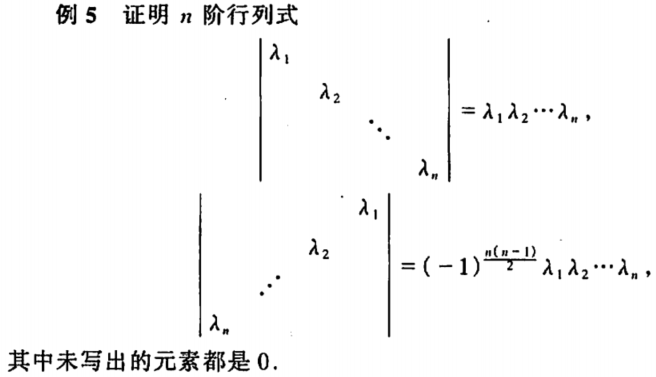 例 5 证明 n 阶行列式
| λ₁ |
| λ₂ |
| ⋱ | = λ₁λ₂⋯λₙ,
| λₙ |
| λ₁ |
| λ₂ | = (−1)^{\frac{n(n−1)}{2}} λ₁λ₂⋯λₙ,
| ⋰ |
| λₙ |
其中未写出的元素都是 0.